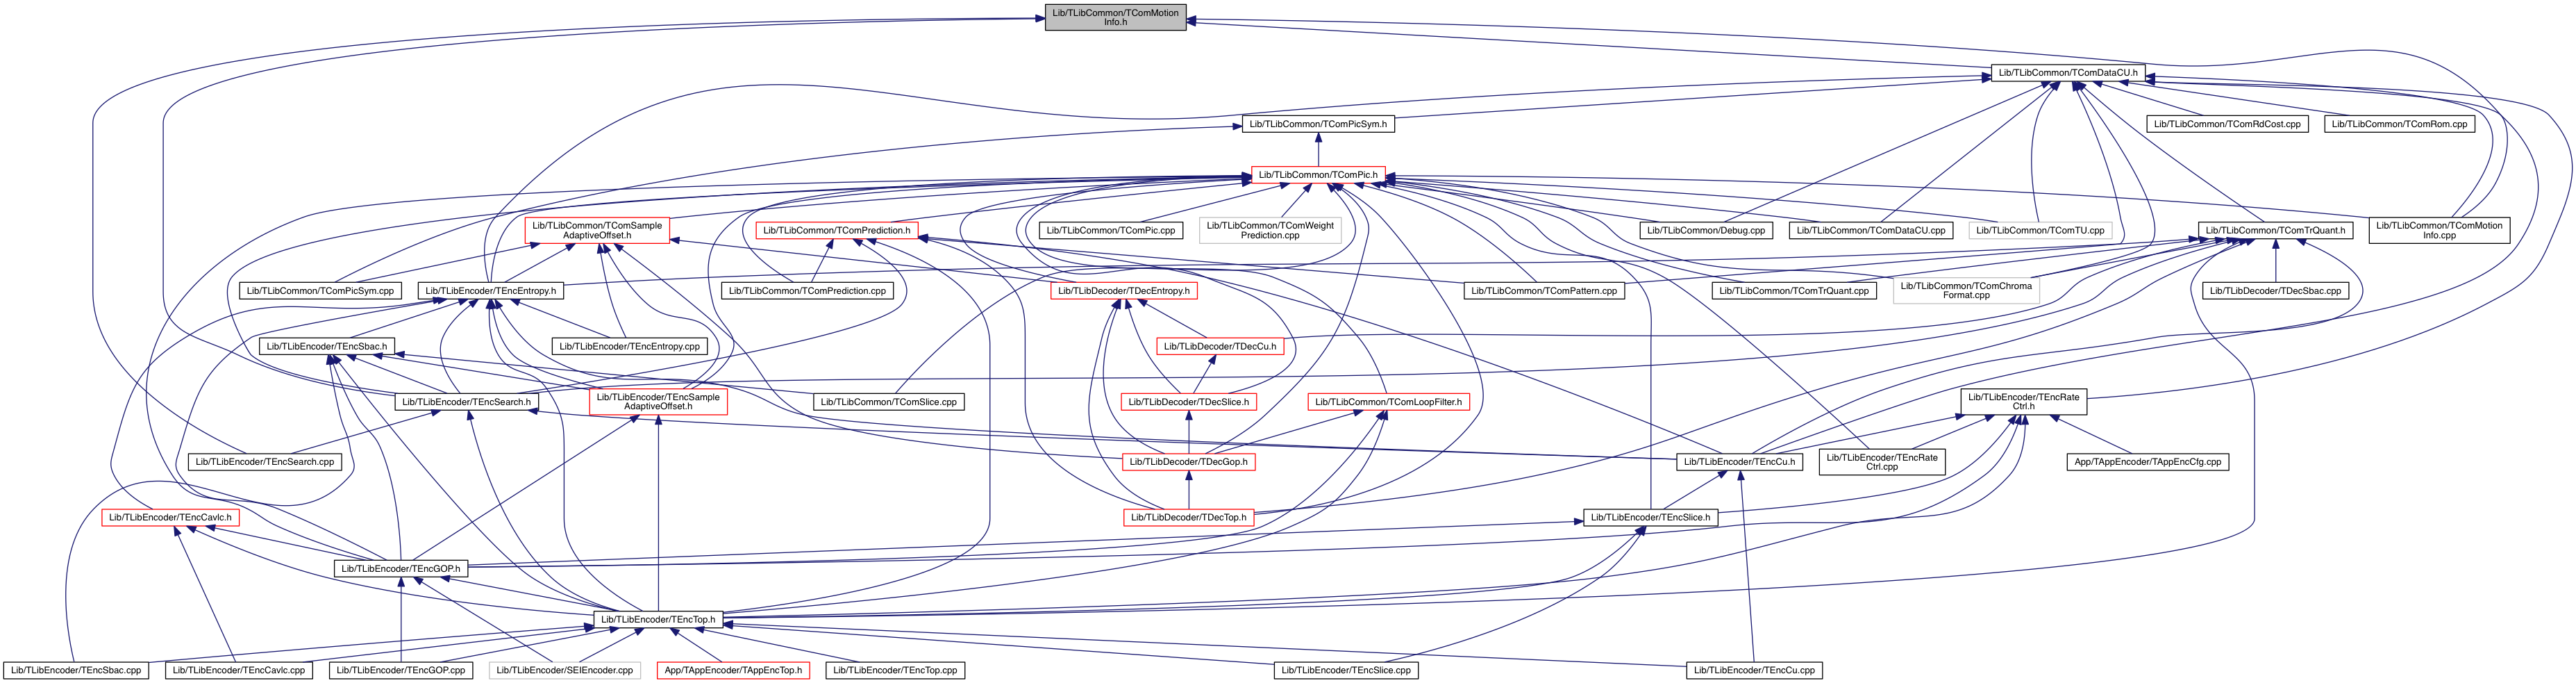 Lib/TLibCommon/TComMotion
Info.h
Lib/TLibCommon/TComDataCU.h
Lib/TLibCommon/TComPicSym.h
Lib/TLibCommon/TComRdCost.cpp
Lib/TLibCommon/TComRom.cpp
Lib/TLibCommon/TComPic.h
Lib/TLibCommon/TComSample
AdaptiveOffset.h
Lib/TLibCommon/TComPrediction.h
Lib/TLibCommon/TComPic.cpp
Lib/TLibCommon/TComWeight
Prediction.cpp
Lib/TLibCommon/Debug.cpp
Lib/TLibCommon/TComDataCU.cpp
Lib/TLibCommon/TComTU.cpp
Lib/TLibCommon/TComTrQuant.h
Lib/TLibCommon/TComMotion
Info.cpp
Lib/TLibCommon/TComPicSym.cpp
Lib/TLibEncoder/TEncEntropy.h
Lib/TLibCommon/TComPrediction.cpp
Lib/TLibDecoder/TDecEntropy.h
Lib/TLibCommon/TComPattern.cpp
Lib/TLibCommon/TComTrQuant.cpp
Lib/TLibCommon/TComChroma
Format.cpp
Lib/TLibDecoder/TDecSbac.cpp
Lib/TLibEncoder/TEncSbac.h
Lib/TLibEncoder/TEncEntropy.cpp
Lib/TLibDecoder/TDecCu.h
Lib/TLibEncoder/TEncSearch.h
Lib/TLibEncoder/TEncSample
AdaptiveOffset.h
Lib/TLibCommon/TComSlice.cpp
Lib/TLibDecoder/TDecSlice.h
Lib/TLibCommon/TComLoopFilter.h
Lib/TLibEncoder/TEncRate
Ctrl.h
Lib/TLibEncoder/TEncSearch.cpp
Lib/TLibDecoder/TDecGop.h
Lib/TLibEncoder/TEncCu.h
Lib/TLibEncoder/TEncRate
Ctrl.cpp
App/TAppEncoder/TAppEncCfg.cpp
Lib/TLibEncoder/TEncCavlc.h
Lib/TLibDecoder/TDecTop.h
Lib/TLibEncoder/TEncSlice.h
Lib/TLibEncoder/TEncGOP.h
Lib/TLibEncoder/TEncTop.h
Lib/TLibEncoder/TEncSbac.cpp
Lib/TLibEncoder/TEncCavlc.cpp
Lib/TLibEncoder/TEncGOP.cpp
Lib/TLibEncoder/SEIEncoder.cpp
App/TAppEncoder/TAppEncTop.h
Lib/TLibEncoder/TEncTop.cpp
Lib/TLibEncoder/TEncSlice.cpp
Lib/TLibEncoder/TEncCu.cpp